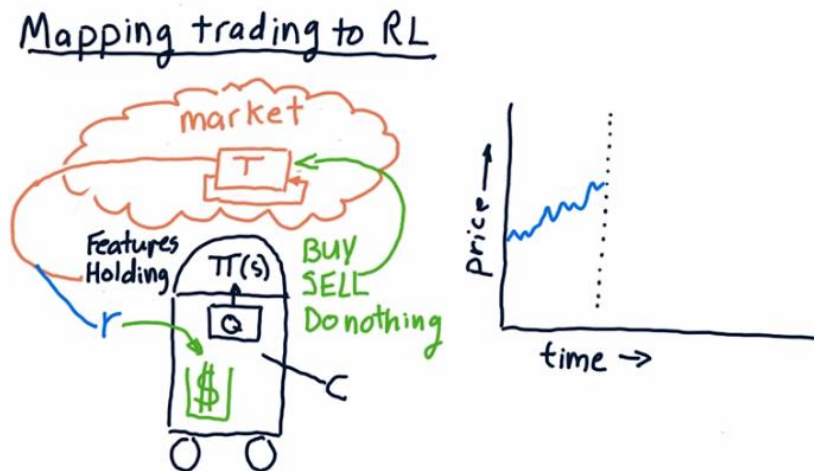 Mapping trading to RL
market
T
Features
Holding
π(s)
BUY
SELL
Do nothing
Q
r
$
C
price →
time →